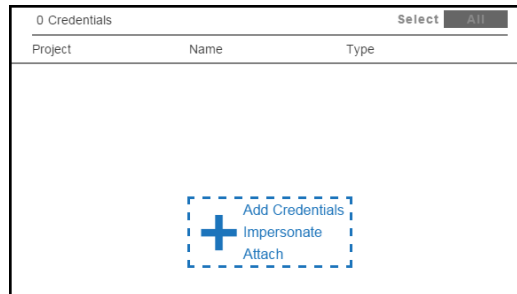 0 Credentials Select All
Project Name Type
Add Credentials
Impersonate
Attach